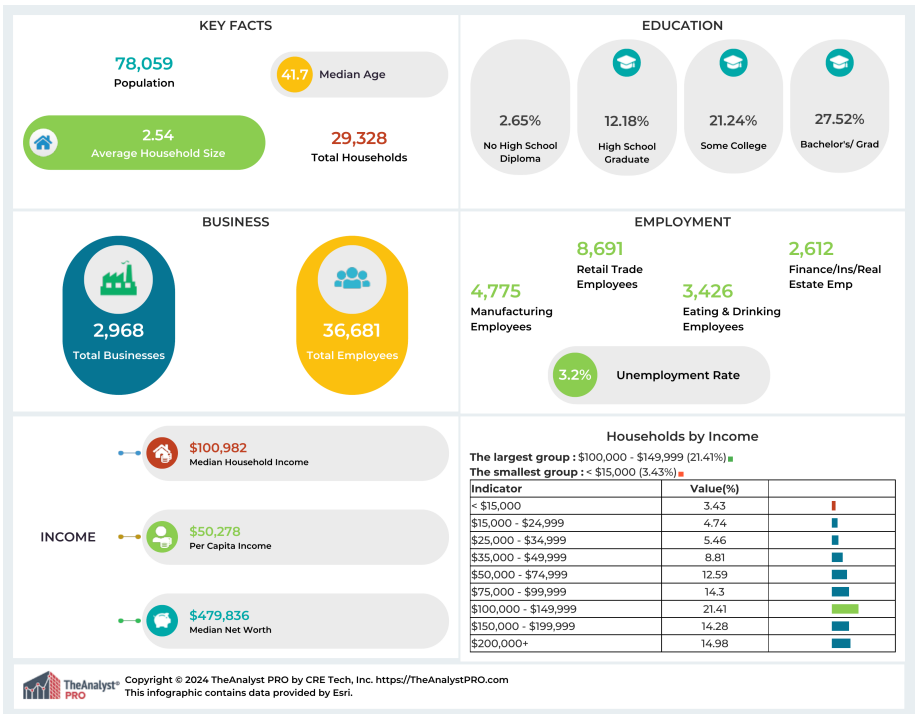 KEY FACTS
78,059
Population
41.7 Median Age
2.54
Average Household Size
29,328
Total Households
EDUCATION
2.65%
No High School
Diploma
12.18%
High School
Graduate
21.24%
Some College
27.52%
Bachelor's/ Grad
BUSINESS
2,968
Total Businesses
36,681
Total Employees
EMPLOYMENT
4,775
Manufacturing
Employees
8,691
Retail Trade
Employees
3,426
Eating & Drinking
Employees
2,612
Finance/Ins/Real
Estate Emp
3.2% Unemployment Rate
INCOME
$100,982
Median Household Income
$50,278
Per Capita Income
$479,836
Median Net Worth
Households by Income
The largest group : $100,000 - $149,999 (21.41%)
The smallest group : < $15,000 (3.43%)
Indicator Value(%)
< $15,000 3.43
$15,000 - $24,999 4.74
$25,000 - $34,999 5.46
$35,000 - $49,999 8.81
$50,000 - $74,999 12.59
$75,000 - $99,999 14.3
$100,000 - $149,999 21.41
$150,000 - $199,999 14.28
$200,000+ 14.98
TheAnalyst®
PRO
Copyright © 2024 TheAnalyst PRO by CRE Tech, Inc. https://TheAnalystPRO.com
This infographic contains data provided by Esri.